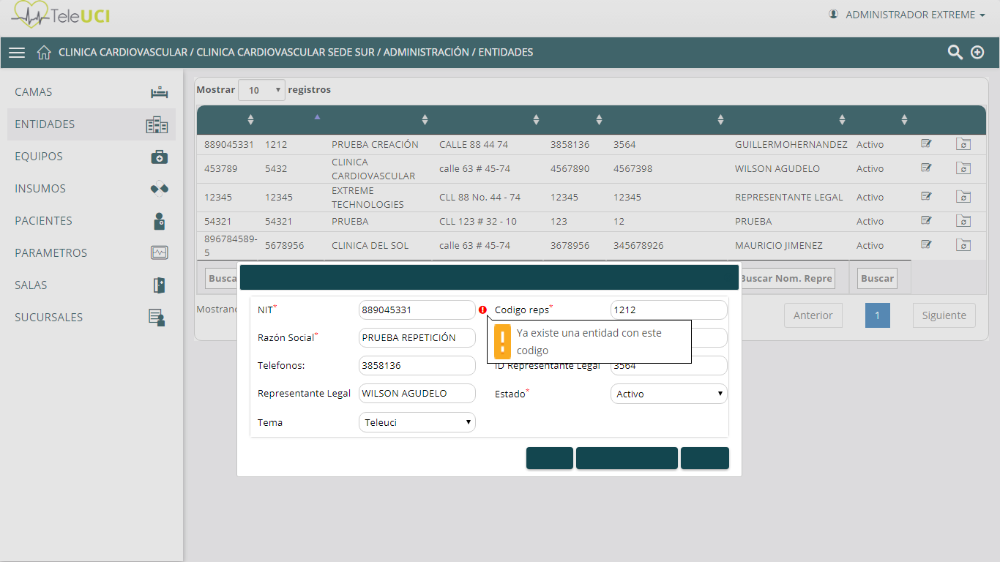 TeleUCI
ADMINISTRADOR EXTREME
CLINICA CARDIOVASCULAR / CLINICA CARDIOVASCULAR SEDE SUR / ADMINISTRACIÓN / ENTIDADES
CAMAS
ENTIDADES
EQUIPOS
INSUMOS
PACIENTES
PARAMETROS
SALAS
SUCURSALES
Mostrar 10 registros
889045331 1212 PRUEBA CREACIÓN CALLE 88 44 74 3858136 3564 GUILLERMOHERNANDEZ Activo
453789 5432 CLINICA CARDIOVASCULAR calle 63 # 45-74 4567890 4567398 WILSON AGUDELO Activo
12345 12345 EXTREME TECHNOLOGIES CLL 88 No. 44 - 74 12345 12345 REPRESENTANTE LEGAL Activo
54321 54321 PRUEBA CLL 123 # 32 - 10 123 12 PRUEBA Activo
896784589-5 5678956 CLINICA DEL SOL calle 63 # 45-74 3678956 345678926 MAURICIO JIMENEZ Activo
Busca
Buscar Nom. Repre
Buscar
Mostrand
Anterior 1 Siguiente
NIT* 889045331 Codigo reps* 1212
Ya existe una entidad con este
codigo
Razón Social* PRUEBA REPETICIÓN
Telefonos: 3858136 ID Representante Legal 3564
Representante Legal WILSON AGUDELO Estado* Activo
Tema Teleuci